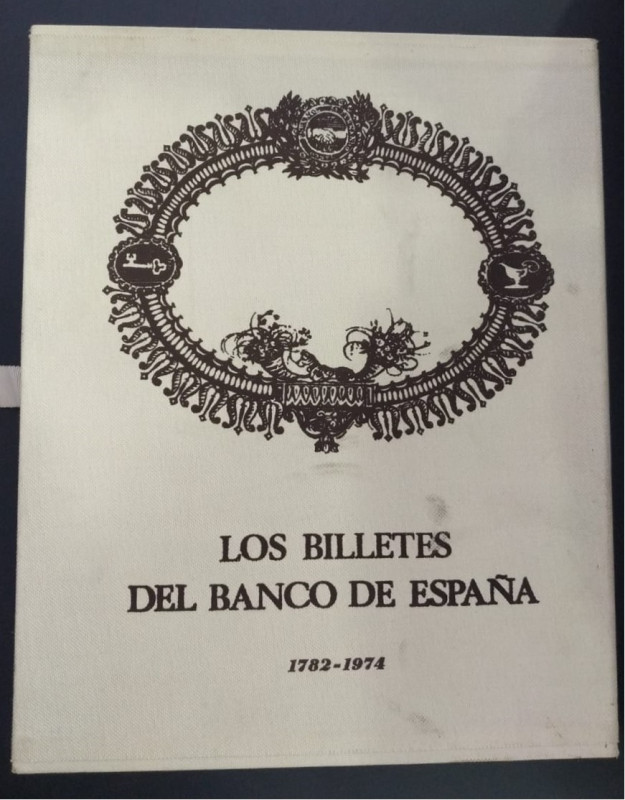 LOS BILLETES
DEL BANCO DE ESPAÑA
1782-1974